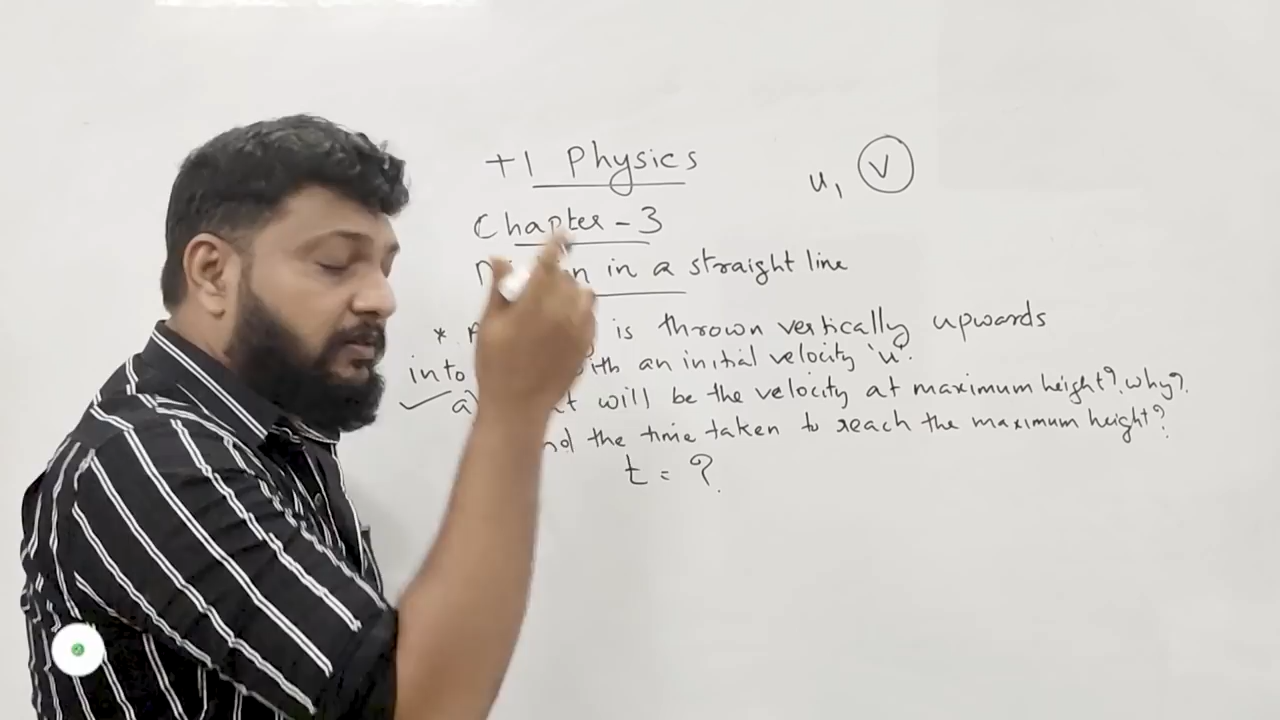 +1 Physics
u, V
Chapter - 3
in a straight line
* is thrown vertically upwards
into with an initial velocity 'u'.
✓ a) will be the velocity at maximum height? why?
the time taken to reach the maximum height?
t = ?